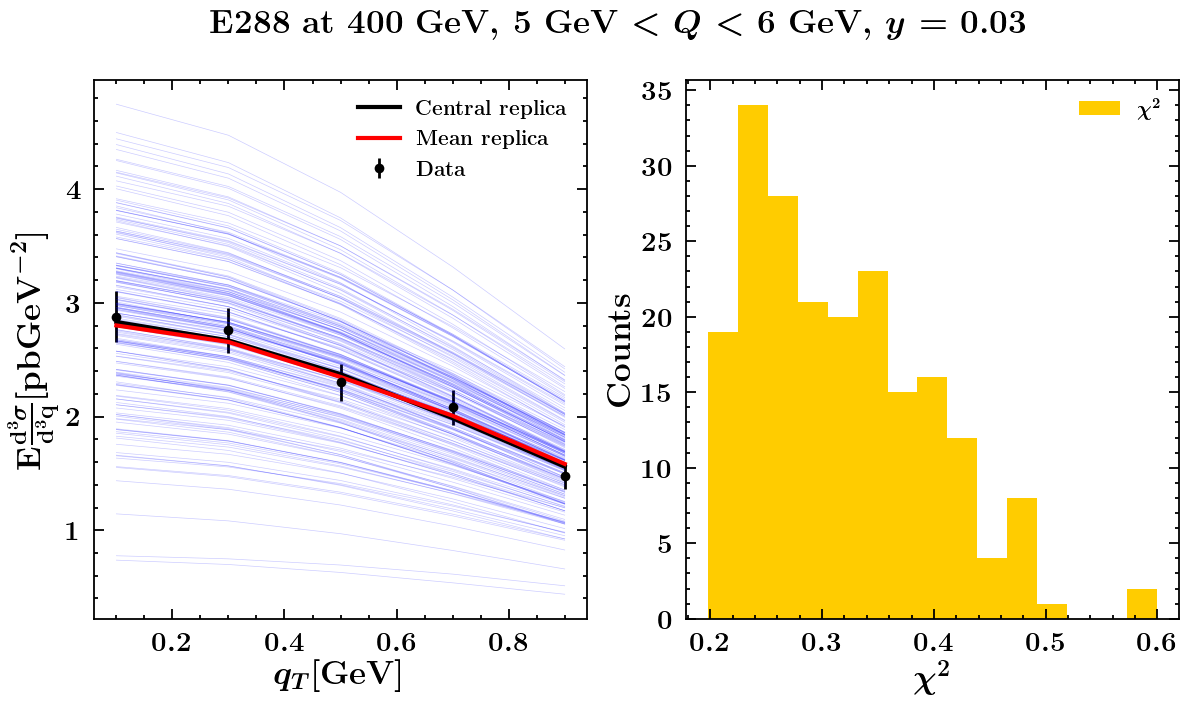 E288 at 400 GeV, 5 GeV < Q < 6 GeV, y = 0.03
Central replica
Mean replica
Data
4
3
2
1
E d³σ/d³q [pbGeV⁻²]
0.2 0.4 0.6 0.8
q_T[GeV]
χ²
35
30
25
20
15
10
5
0
Counts
0.2 0.3 0.4 0.5 0.6
χ²